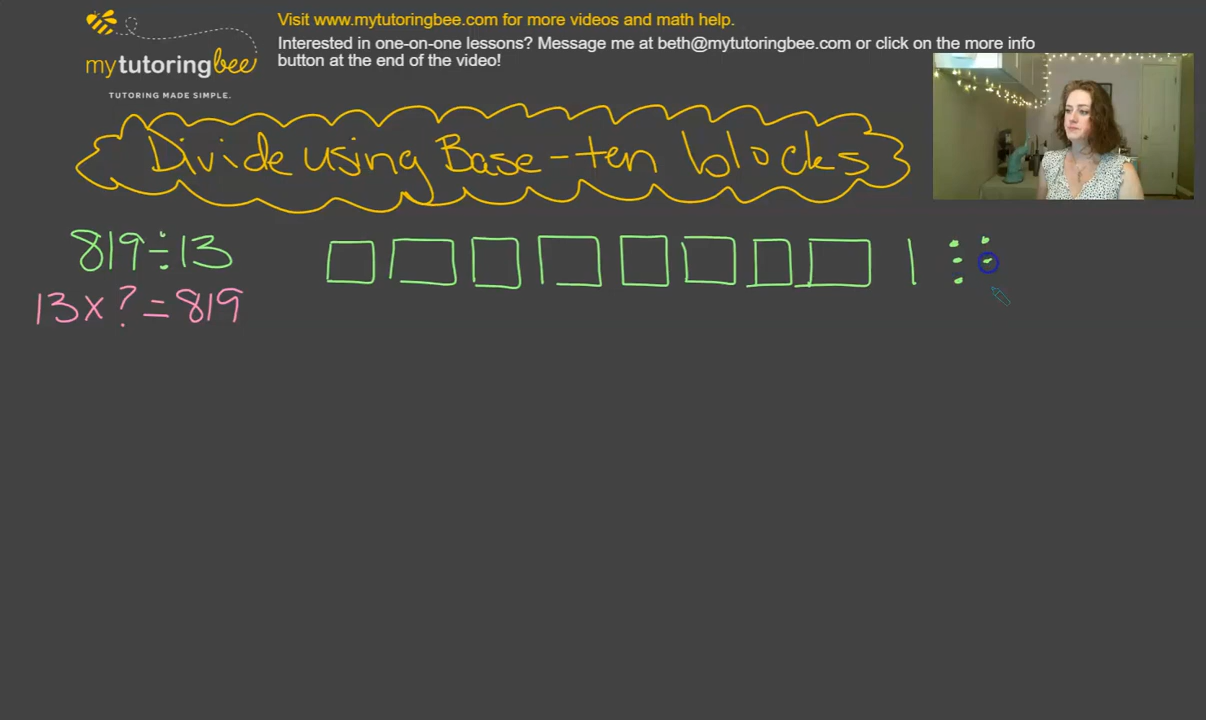 Visit www.mytutoringbee.com for more videos and math help.
Interested in one-on-one lessons? Message me at beth@mytutoringbee.com or click on the more info
button at the end of the video!
mytutoringbee
TUTORING MADE SIMPLE.
Divide using Base-ten blocks
819÷13
13x?=819